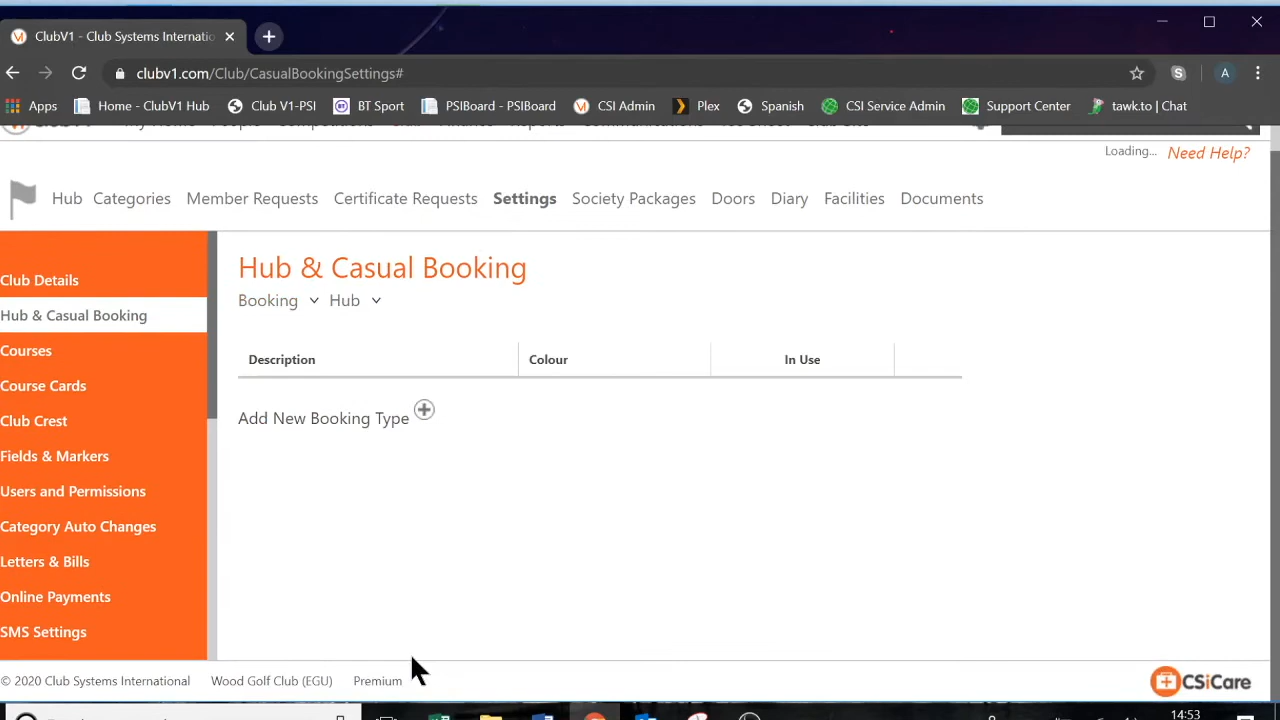 ClubV1 - Club Systems Internatio
clubv1.com/Club/CasualBookingSettings#
A
Apps Home - ClubV1 Hub Club V1-PSI BT Sport PSIBoard - PSIBoard CSI Admin Plex Spanish CSI Service Admin Support Center tawk.to | Chat
Loading... Need Help?
Hub Categories Member Requests Certificate Requests Settings Society Packages Doors Diary Facilities Documents
Club Details
Hub & Casual Booking
Courses
Course Cards
Club Crest
Fields & Markers
Users and Permissions
Category Auto Changes
Letters & Bills
Online Payments
SMS Settings
Hub & Casual Booking
Booking Hub
Description Colour In Use
Add New Booking Type
© 2020 Club Systems International Wood Golf Club (EGU) Premium
CSiCare
14:53